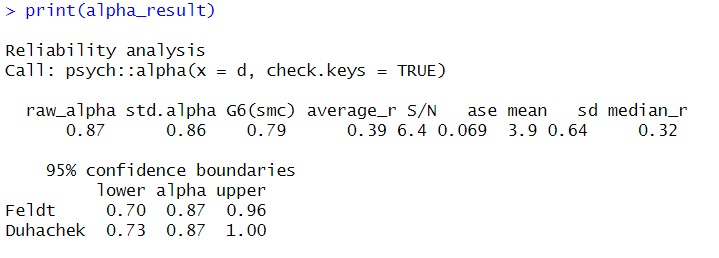 > print(alpha_result)
Reliability analysis
Call: psych::alpha(x = d, check.keys = TRUE)
raw_alpha std.alpha G6(smc) average_r S/N ase mean sd median_r
0.87 0.86 0.79 0.39 6.4 0.069 3.9 0.64 0.32
95% confidence boundaries
lower alpha upper
Feldt 0.70 0.87 0.96
Duhachek 0.73 0.87 1.00